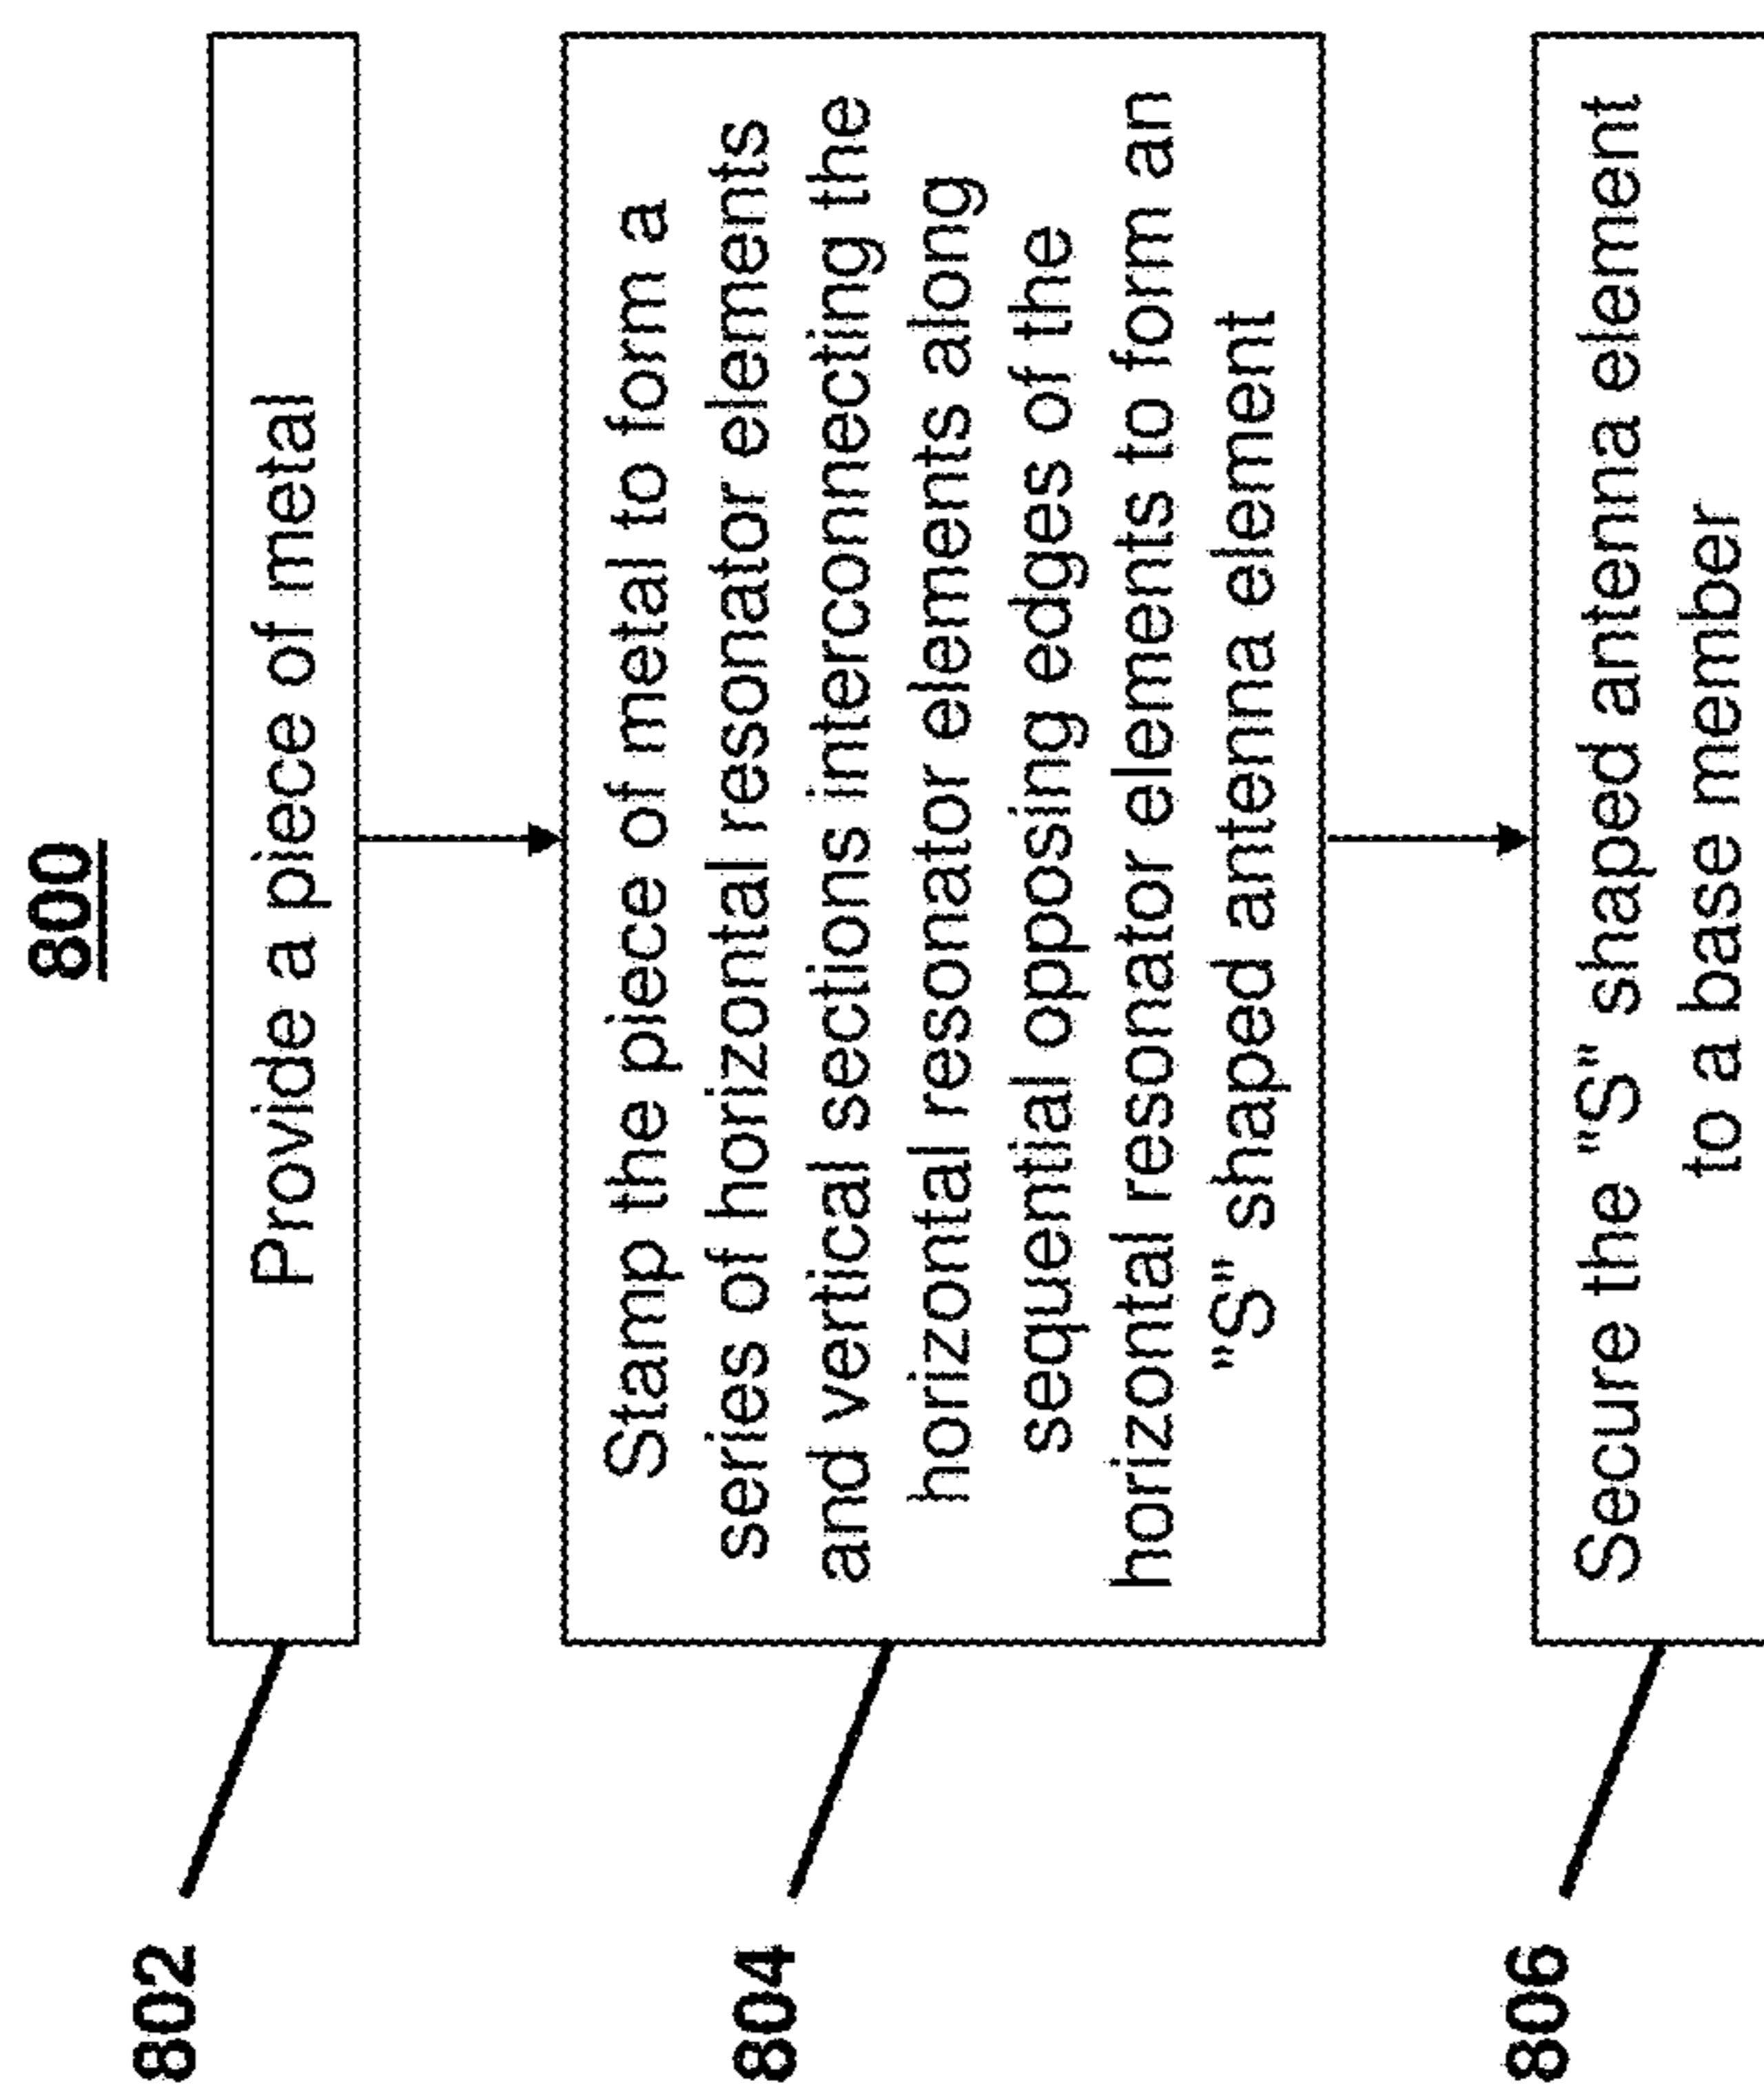 800
802
Provide a piece of metal
804
Stamp the piece of metal to form a
series of horizontal resonator elements
and vertical sections interconnecting the
horizontal resonator elements along
sequential opposing edges of the
horizontal resonator elements to form an
"S" shaped antenna element
806
Secure the "S" shaped antenna element
to a base member